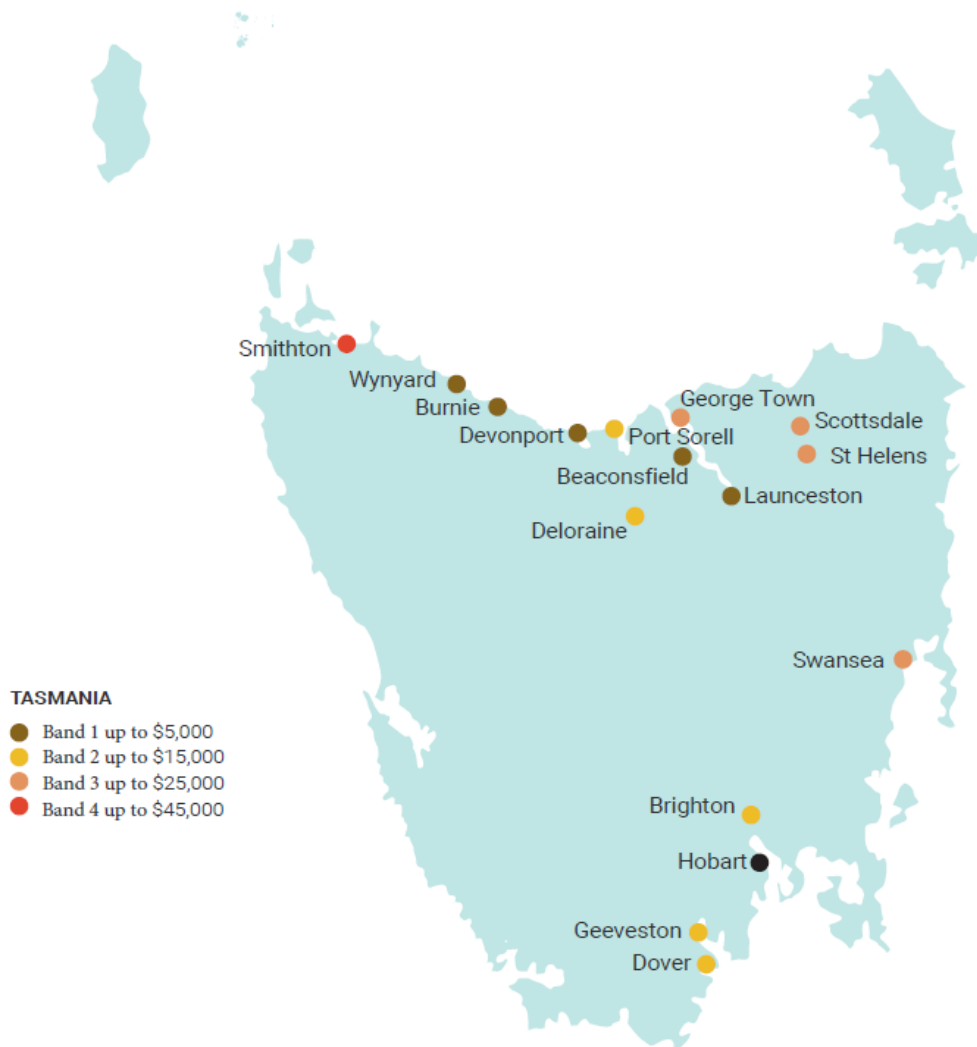 Smithton
Wynyard
Burnie
Devonport
George Town
Port Sorell
Scottsdale
Beaconsfield
St Helens
Launceston
Deloraine
Swansea
TASMANIA
Band 1 up to $5,000
Band 2 up to $15,000
Band 3 up to $25,000
Band 4 up to $45,000
Brighton
Hobart
Geeveston
Dover